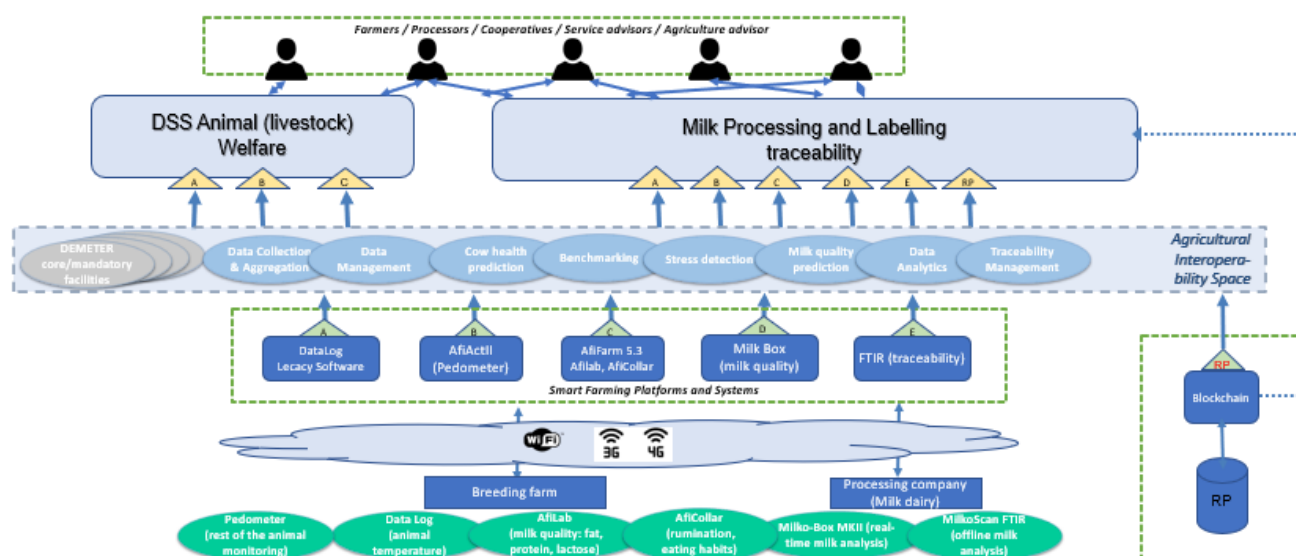 Farmers / Processors / Cooperatives / Service advisors / Agriculture advisor
DSS Animal (livestock)
Welfare
Milk Processing and Labelling
traceability
A
B
C
A
B
C
D
E
RP
DEMETER
core/mandatory
facilities
Data Collection
& Aggregation
Data
Management
Cow health
prediction
Benchmarking
Stress detection
Milk quality
prediction
Data
Analytics
Traceability
Management
Agricultural
Interopera-
bility Space
A
B
C
D
E
DataLog
Lecacy Software
AfiActII
(Pedometer)
AfiFarm 5.3
Afilab, AfiCollar
Milk Box
(milk quality)
FTIR (traceability)
Smart Farming Platforms and Systems
RP
Blockchain
RP
WiFi
3G
4G
Breeding farm
Processing company
(Milk dairy)
Pedometer
(rest of the animal
monitoring)
Data Log
(animal
temperature)
AfiLab
(milk quality: fat,
protein, lactose)
AfiCollar
(rumination,
eating habits)
Milko-Box MKII (real-
time milk analysis)
MilkoScan FTIR
(offline milk
analysis)